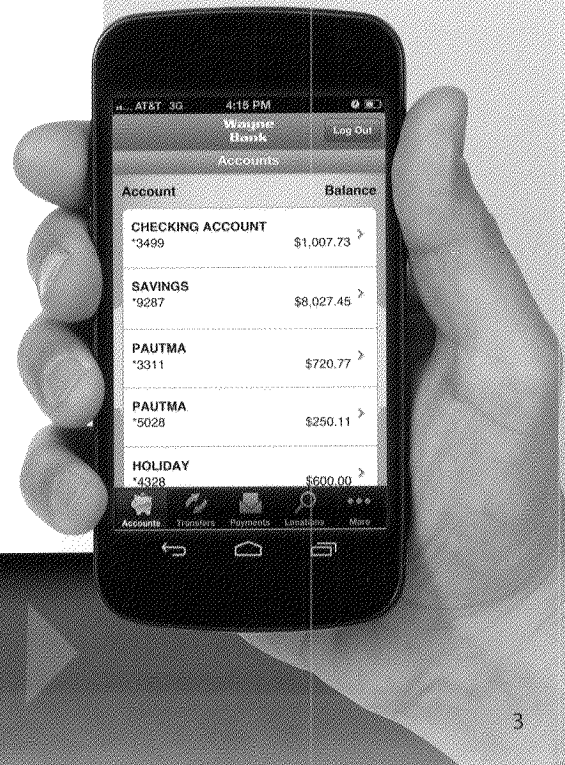 AT&T 3G 4:15 PM
Wayne
Bank
Log Out
Accounts
Account Balance
CHECKING ACCOUNT
*3499 $1,007.73 >
SAVINGS
*9287 $8,027.45 >
PAUTMA
*3311 $720.77 >
PAUTMA
*5028 $250.11 >
HOLIDAY
*4328 $600.00 >
Accounts Transfers Payments Locations More
3